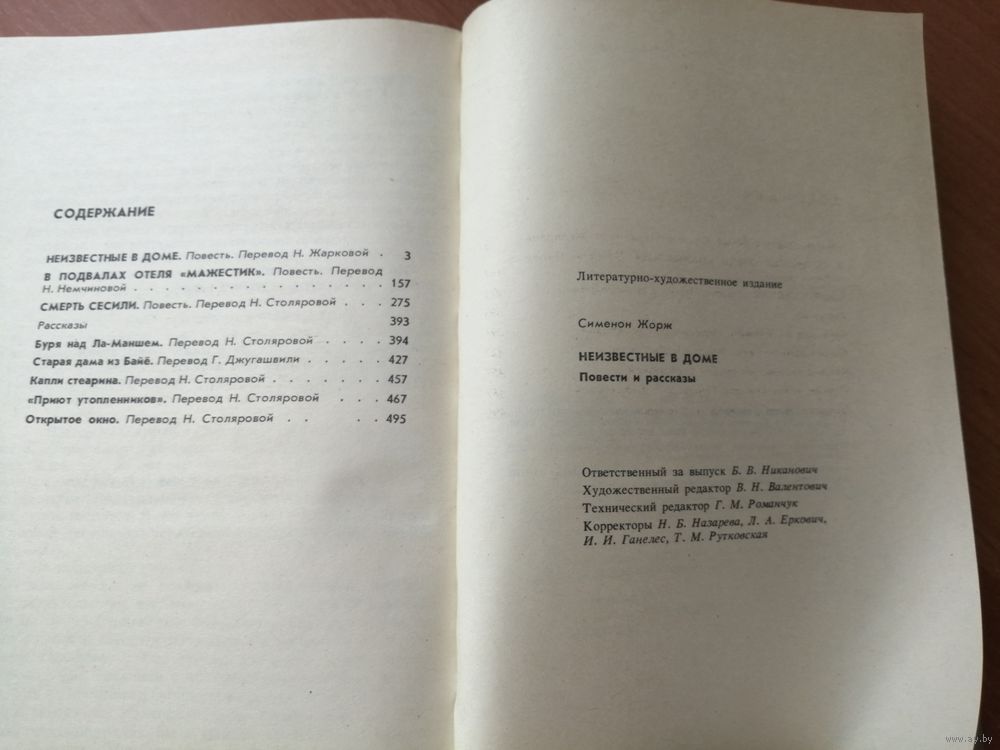 СОДЕРЖАНИЕ
НЕИЗВЕСТНЫЕ В ДОМЕ. Повесть. Перевод Н. Жарковой . 3
В ПОДВАЛАХ ОТЕЛЯ «МАЖЕСТИК». Повесть. Перевод
Н. Немчиновой . . . . . . . . . . . . . . . 157
СМЕРТЬ СЕСИЛИ. Повесть. Перевод Н. Столяровой . . . 275
Рассказы 393
Буря над Ла-Маншем. Перевод Н. Столяровой . . . . 394
Старая дама из Байё. Перевод Г. Джугашвили . . . . . 427
Капли стеарина. Перевод Н. Столяровой . . . . . . . 457
«Приют утопленников». Перевод Н. Столяровой . . . 467
Открытое окно. Перевод Н. Столяровой . . . . 495
Литературно-художественное издание
Сименон Жорж
НЕИЗВЕСТНЫЕ В ДОМЕ
Повести и рассказы
Ответственный за выпуск Б. В. Никанович
Художественный редактор В. Н. Валентович
Технический редактор Г. М. Романчук
Корректоры Н. Б. Назарева, Л. А. Еркович,
И. И. Ганелес, Т. М. Рутковская
www.ay.by